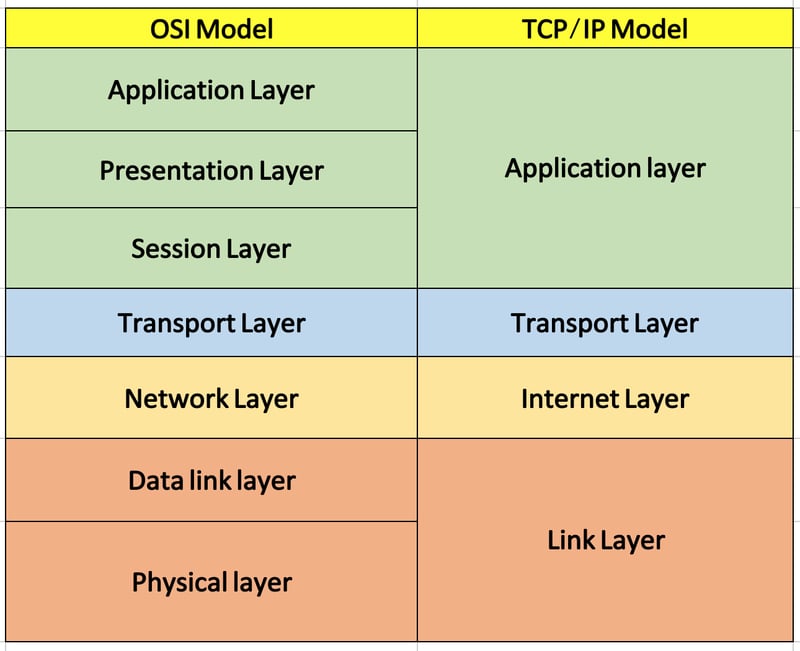 OSI Model
TCP/IP Model
Application Layer
Presentation Layer
Session Layer
Application layer
Transport Layer
Transport Layer
Network Layer
Internet Layer
Data link layer
Physical layer
Link Layer